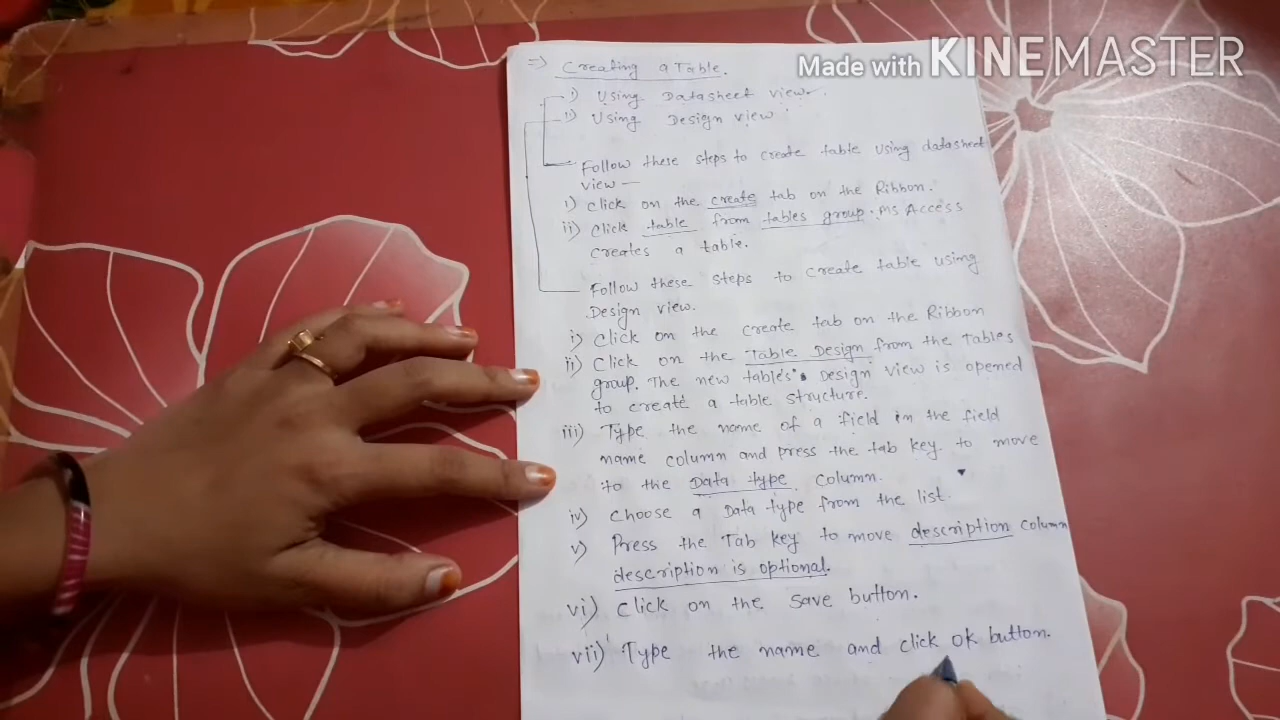 Made with KINEMASTER
=> Creating a Table.
i) Using Datasheet view.
ii) Using Design view
Follow these steps to create table using datasheet
view —
i) Click on the create tab on the Ribbon.
ii) Click table from tables group. MS Access
creates a table.
Follow these steps to create table using
Design view.
i) Click on the create tab on the Ribbon
ii) Click on the Table Design from the Tables
group. The new table's Design view is opened
to create a table structure.
iii) Type the name of a field in the field
name column and press the tab key to move
to the Data type column.
iv) Choose a Data type from the list.
v) Press the Tab key to move description column
description is optional.
vi) Click on the save button.
vii) Type the name and click ok button.